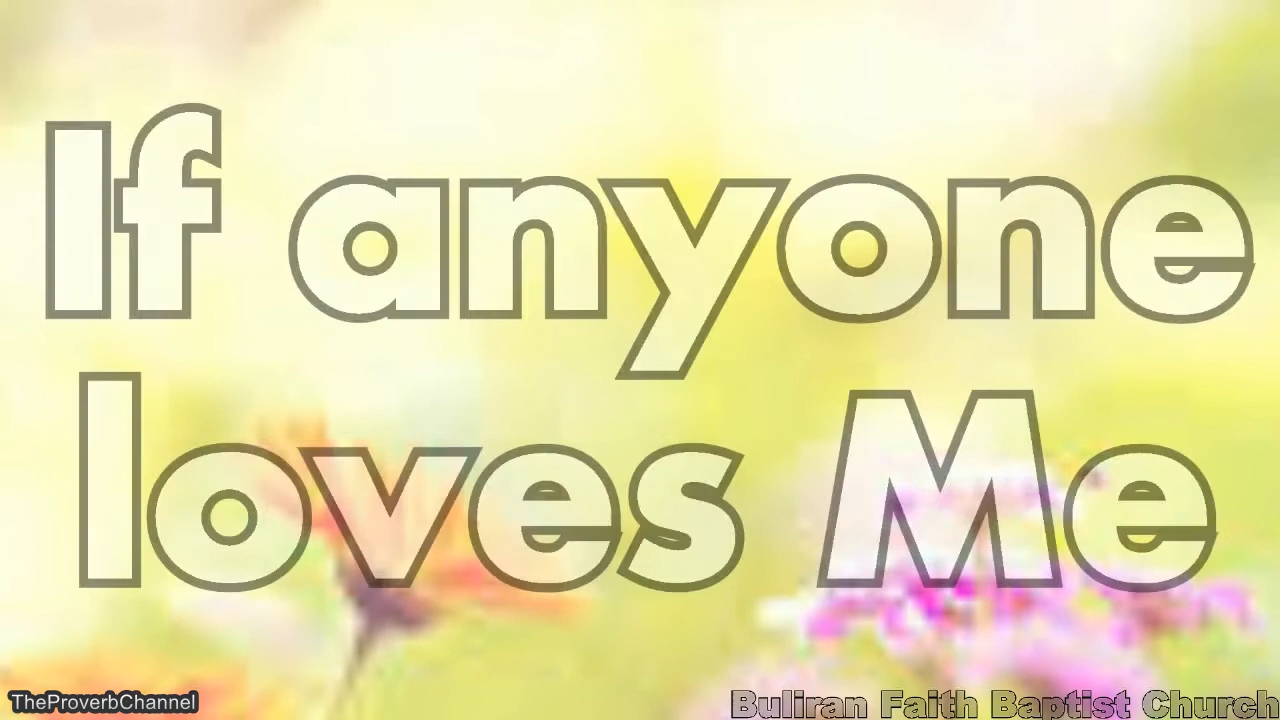 If anyone
loves Me
TheProverbChannel
Buliran Faith Baptist Church